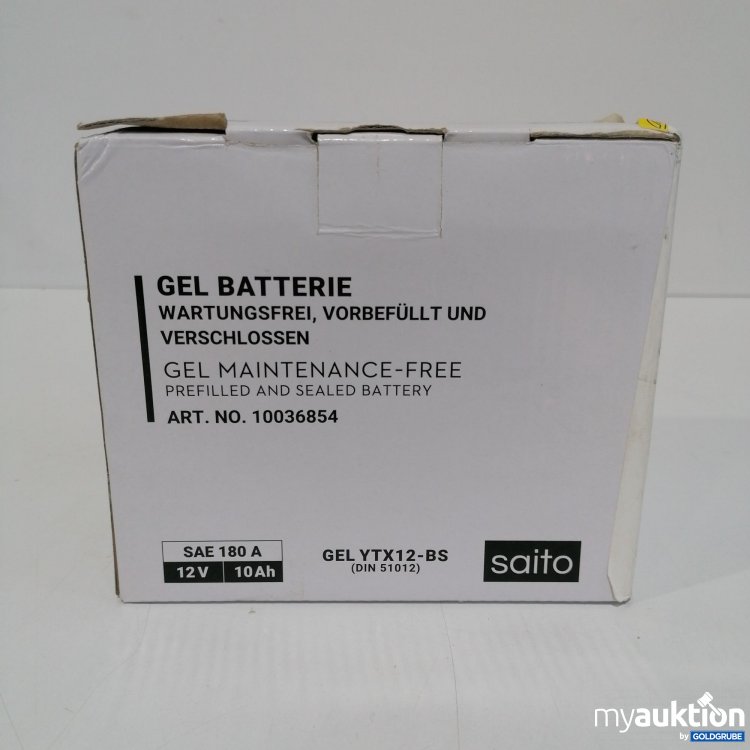 GEL BATTERIE
WARTUNGSFREI, VORBEFÜLLT UND
VERSCHLOSSEN
GEL MAINTENANCE-FREE
PREFILLED AND SEALED BATTERY
ART. NO. 10036854
SAE 180 A
12V 10Ah
GEL YTX12-BS
(DIN 51012)
saito
myauktion
by GOLDGRUBE